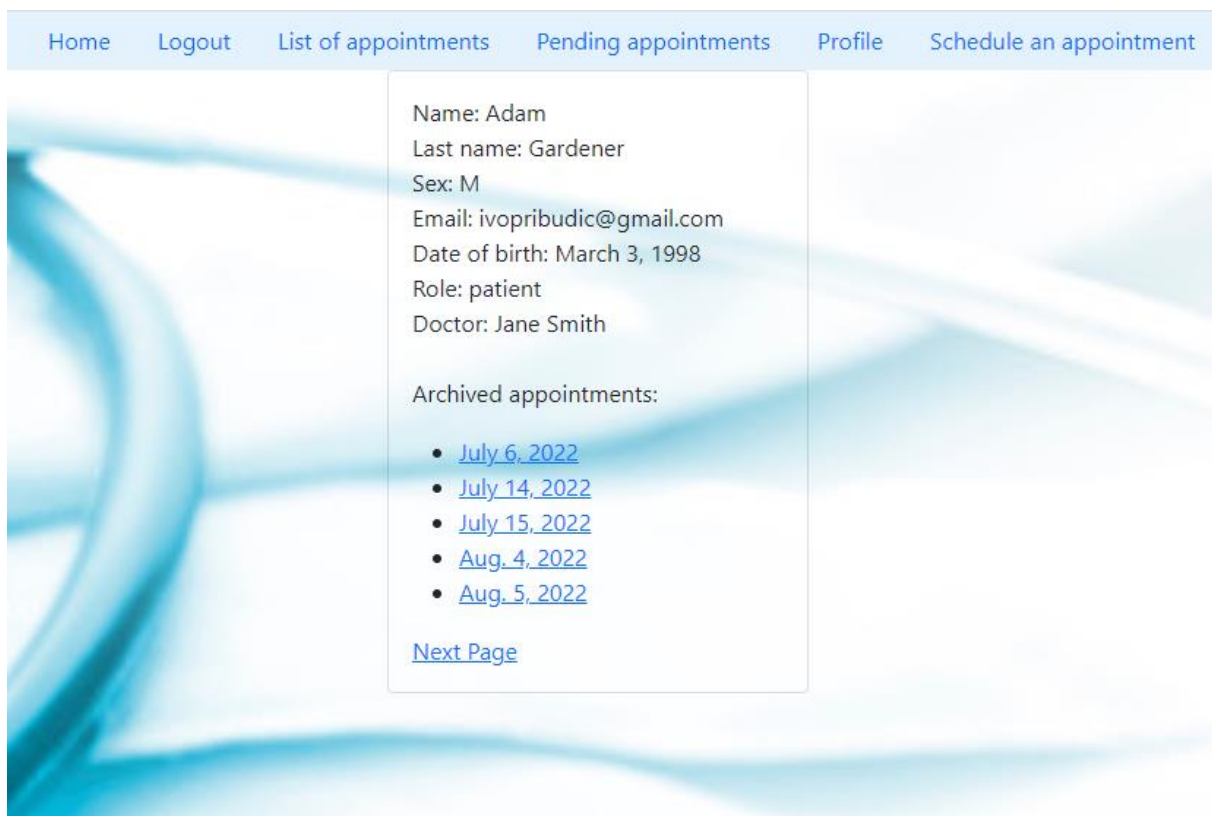 Home Logout List of appointments Pending appointments Profile Schedule an appointment
Name: Adam
Last name: Gardener
Sex: M
Email: ivopribudic@gmail.com
Date of birth: March 3, 1998
Role: patient
Doctor: Jane Smith
Archived appointments:
• July 6, 2022
• July 14, 2022
• July 15, 2022
• Aug. 4, 2022
• Aug. 5, 2022
Next Page